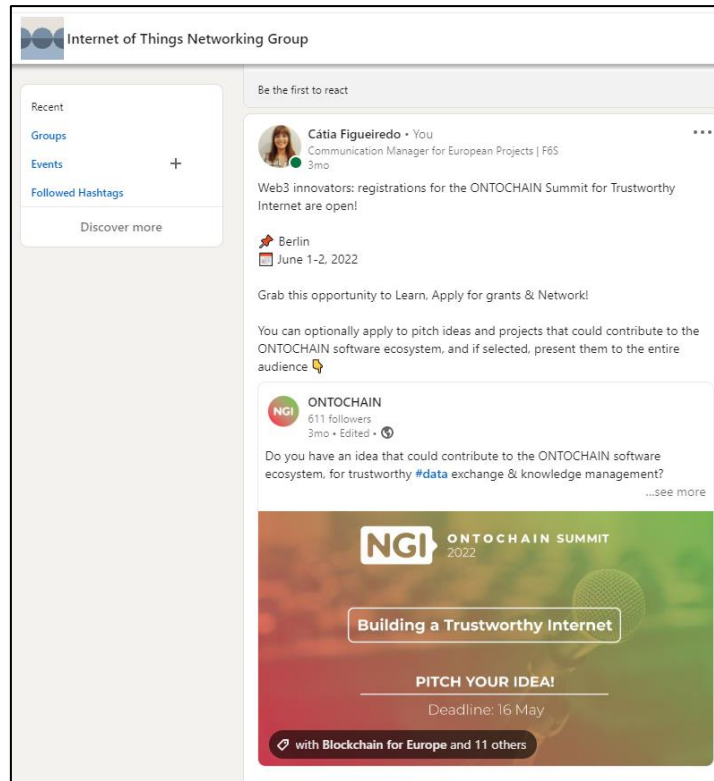 Internet of Things Networking Group
Recent
Groups
Events +
Followed Hashtags
Discover more
Be the first to react
Cátia Figueiredo • You
Communication Manager for European Projects | F6S
3mo
Web3 innovators: registrations for the ONTOCHAIN Summit for Trustworthy
Internet are open!
📌 Berlin
📅 June 1-2, 2022
Grab this opportunity to Learn, Apply for grants & Network!
You can optionally apply to pitch ideas and projects that could contribute to the
ONTOCHAIN software ecosystem, and if selected, present them to the entire
audience 👇
NGI
ONTOCHAIN
611 followers
3mo • Edited •
Do you have an idea that could contribute to the ONTOCHAIN software
ecosystem, for trustworthy #data exchange & knowledge management?
...see more
NGI ONTOCHAIN SUMMIT
2022
Building a Trustworthy Internet
PITCH YOUR IDEA!
Deadline: 16 May
with Blockchain for Europe and 11 others